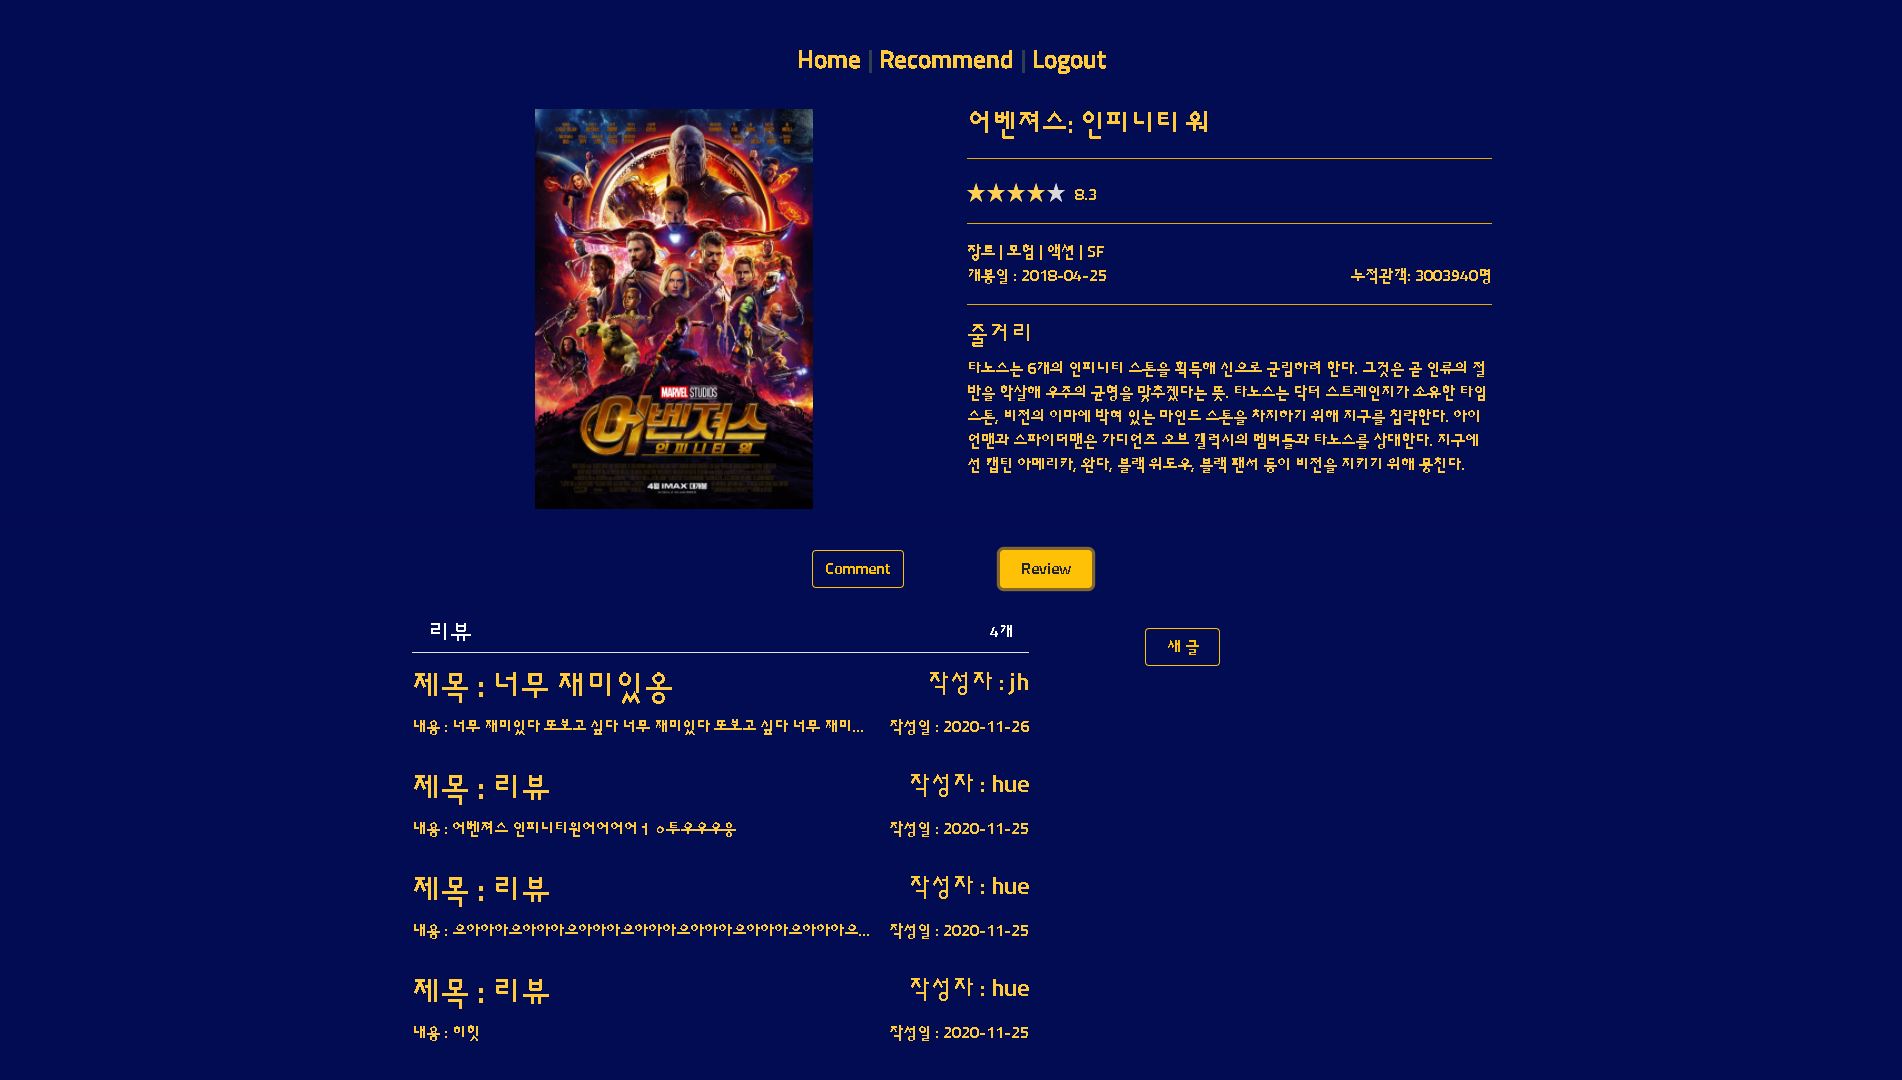 Home | Recommend | Logout
어벤져스: 인피니티 워
8.3
장르 | 모험 | 액션 | SF
개봉일 : 2018-04-25
누적관객: 3003940명
줄거리
타노스는 6개의 인피니티 스톤을 획득해 신으로 군림하려 한다. 그것은 곧 인류의 절
반을 학살해 우주의 균형을 맞추겠다는 뜻. 타노스는 닥터 스트레인지가 소유한 타임
스톤, 비전의 이마에 박혀 있는 마인드 스톤을 차지하기 위해 지구를 침략한다. 아이
언맨과 스파이더맨은 가디언즈 오브 갤럭시의 멤버들과 타노스를 상대한다. 지구에
선 캡틴 아메리카, 완다, 블랙 위도우, 블랙 팬서 등이 비전을 지키기 위해 뭉친다.
MARVEL STUDIOS
어벤져스
인피니티 워
4월 IMAX 대개봉
Comment
Review
리뷰
4개
새 글
제목 : 너무 재미있옹
작성자 : jh
내용 : 너무 재미있다 또보고 싶다 너무 재미있다 또보고 싶다 너무 재미...
작성일 : 2020-11-26
제목 : 리뷰
작성자 : hue
내용 : 어벤져스 인피니티워어어어어ㅓㅇ투우우우웅
작성일 : 2020-11-25
제목 : 리뷰
작성자 : hue
내용 : 으아아아으아아아으아아아으아아아으아아아으아아아으아아아으...
작성일 : 2020-11-25
제목 : 리뷰
작성자 : hue
내용 : 히힛
작성일 : 2020-11-25